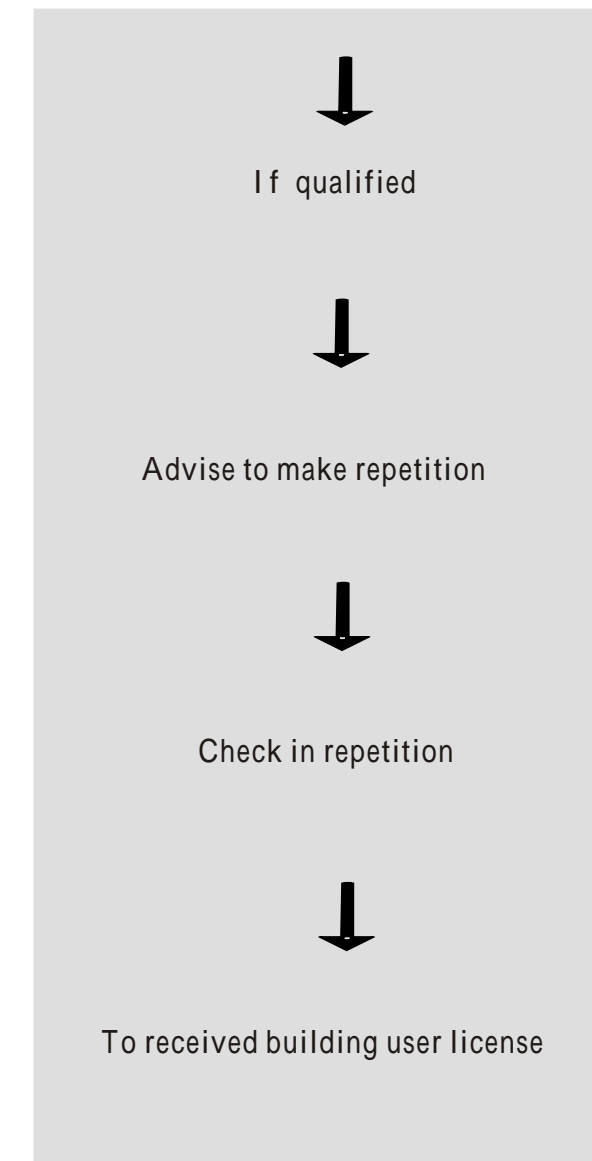 If qualified
Advise to make repetition
Check in repetition
To received building user license